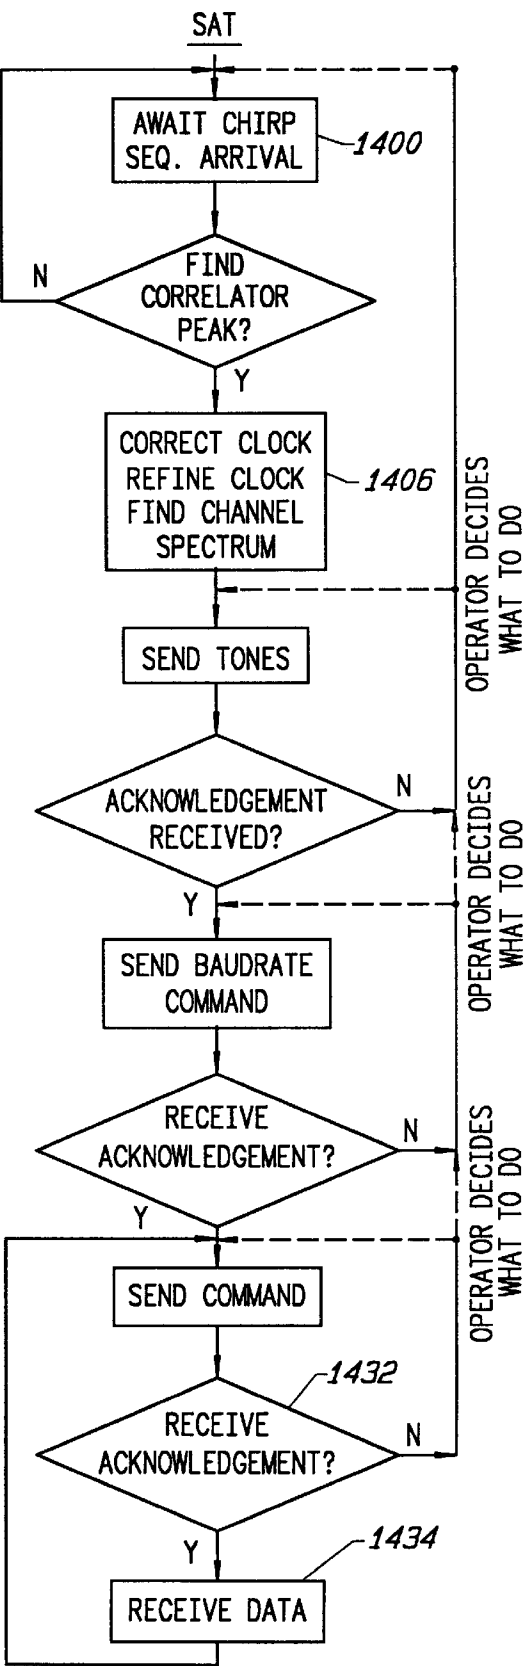 SAT
AWAIT CHIRP
SEQ. ARRIVAL
1400
FIND
CORRELATOR
PEAK?
N
Y
CORRECT CLOCK
REFINE CLOCK
FIND CHANNEL
SPECTRUM
1406
OPERATOR DECIDES
WHAT TO DO
SEND TONES
ACKNOWLEDGEMENT
RECEIVED?
N
Y
OPERATOR DECIDES
WHAT TO DO
SEND BAUDRATE
COMMAND
RECEIVE
ACKNOWLEDGEMENT?
N
Y
OPERATOR DECIDES
WHAT TO DO
SEND COMMAND
1432
RECEIVE
ACKNOWLEDGEMENT?
N
Y
1434
RECEIVE DATA